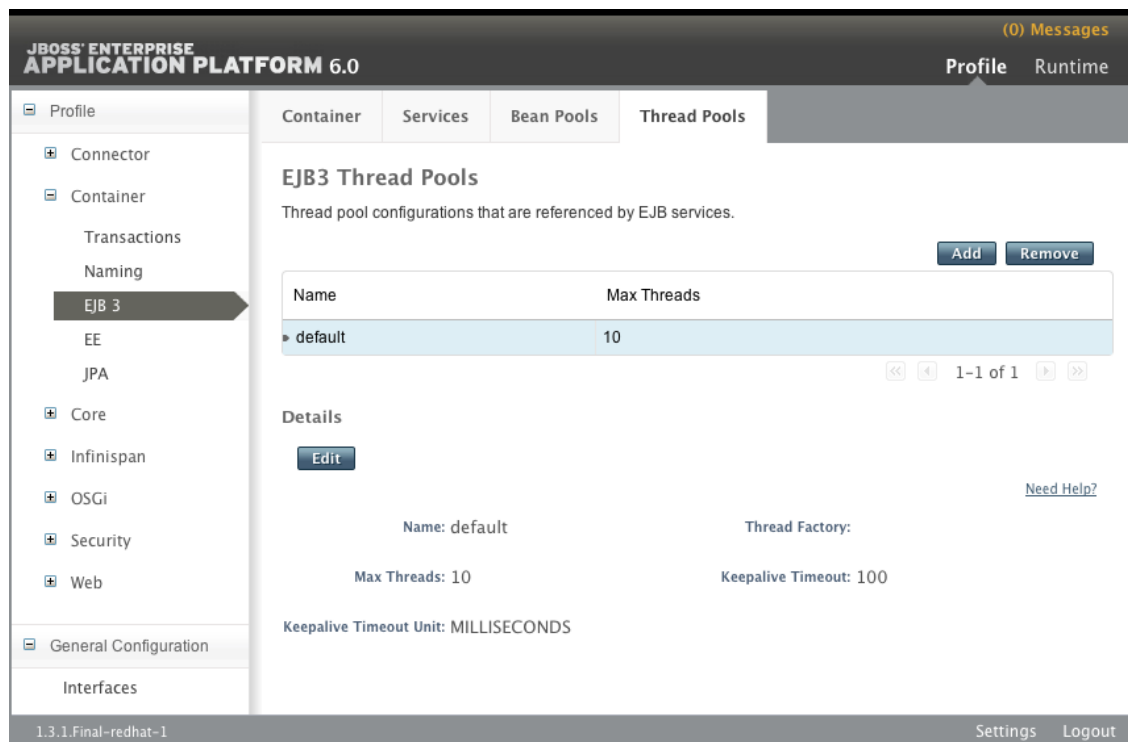 (0) Messages
JBOSS' ENTERPRISE
APPLICATION PLATFORM 6.0
Profile Runtime
Profile
Connector
Container
Transactions
Naming
EJB 3
EE
JPA
Core
Infinispan
OSGi
Security
Web
General Configuration
Interfaces
Container Services Bean Pools Thread Pools
EJB3 Thread Pools
Thread pool configurations that are referenced by EJB services.
Add Remove
Name Max Threads
default 10
1-1 of 1
Details
Edit
Need Help?
Name: default Thread Factory:
Max Threads: 10 Keepalive Timeout: 100
Keepalive Timeout Unit: MILLISECONDS
1.3.1.Final-redhat-1 Settings Logout